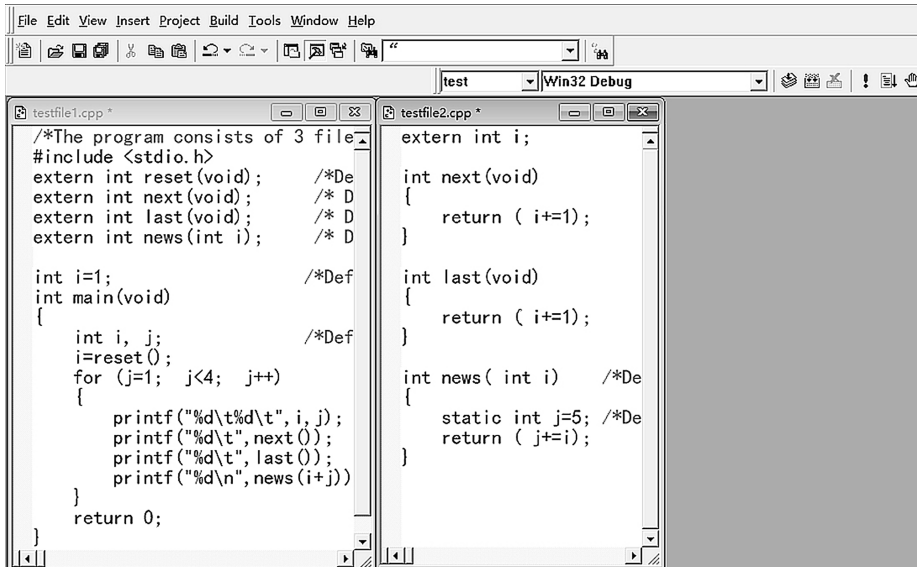 File Edit View Insert Project Build Tools Window Help
“
test Win32 Debug
testfile1.cpp *
/*The program consists of 3 file
#include <stdio.h>
extern int reset(void); /*De
extern int next(void); /* D
extern int last(void); /* D
extern int news(int i); /* D
int i=1; /*Def
int main(void)
{
int i, j; /*Def
i=reset();
for (j=1; j<4; j++)
{
printf("%d\t%d\t",i,j);
printf("%d\t",next());
printf("%d\t",last());
printf("%d\n",news(i+j))
}
return 0;
}
testfile2.cpp *
extern int i;
int next(void)
{
return ( i+=1);
}
int last(void)
{
return ( i+=1);
}
int news( int i) /*De
{
static int j=5; /*De
return ( j+=i);
}